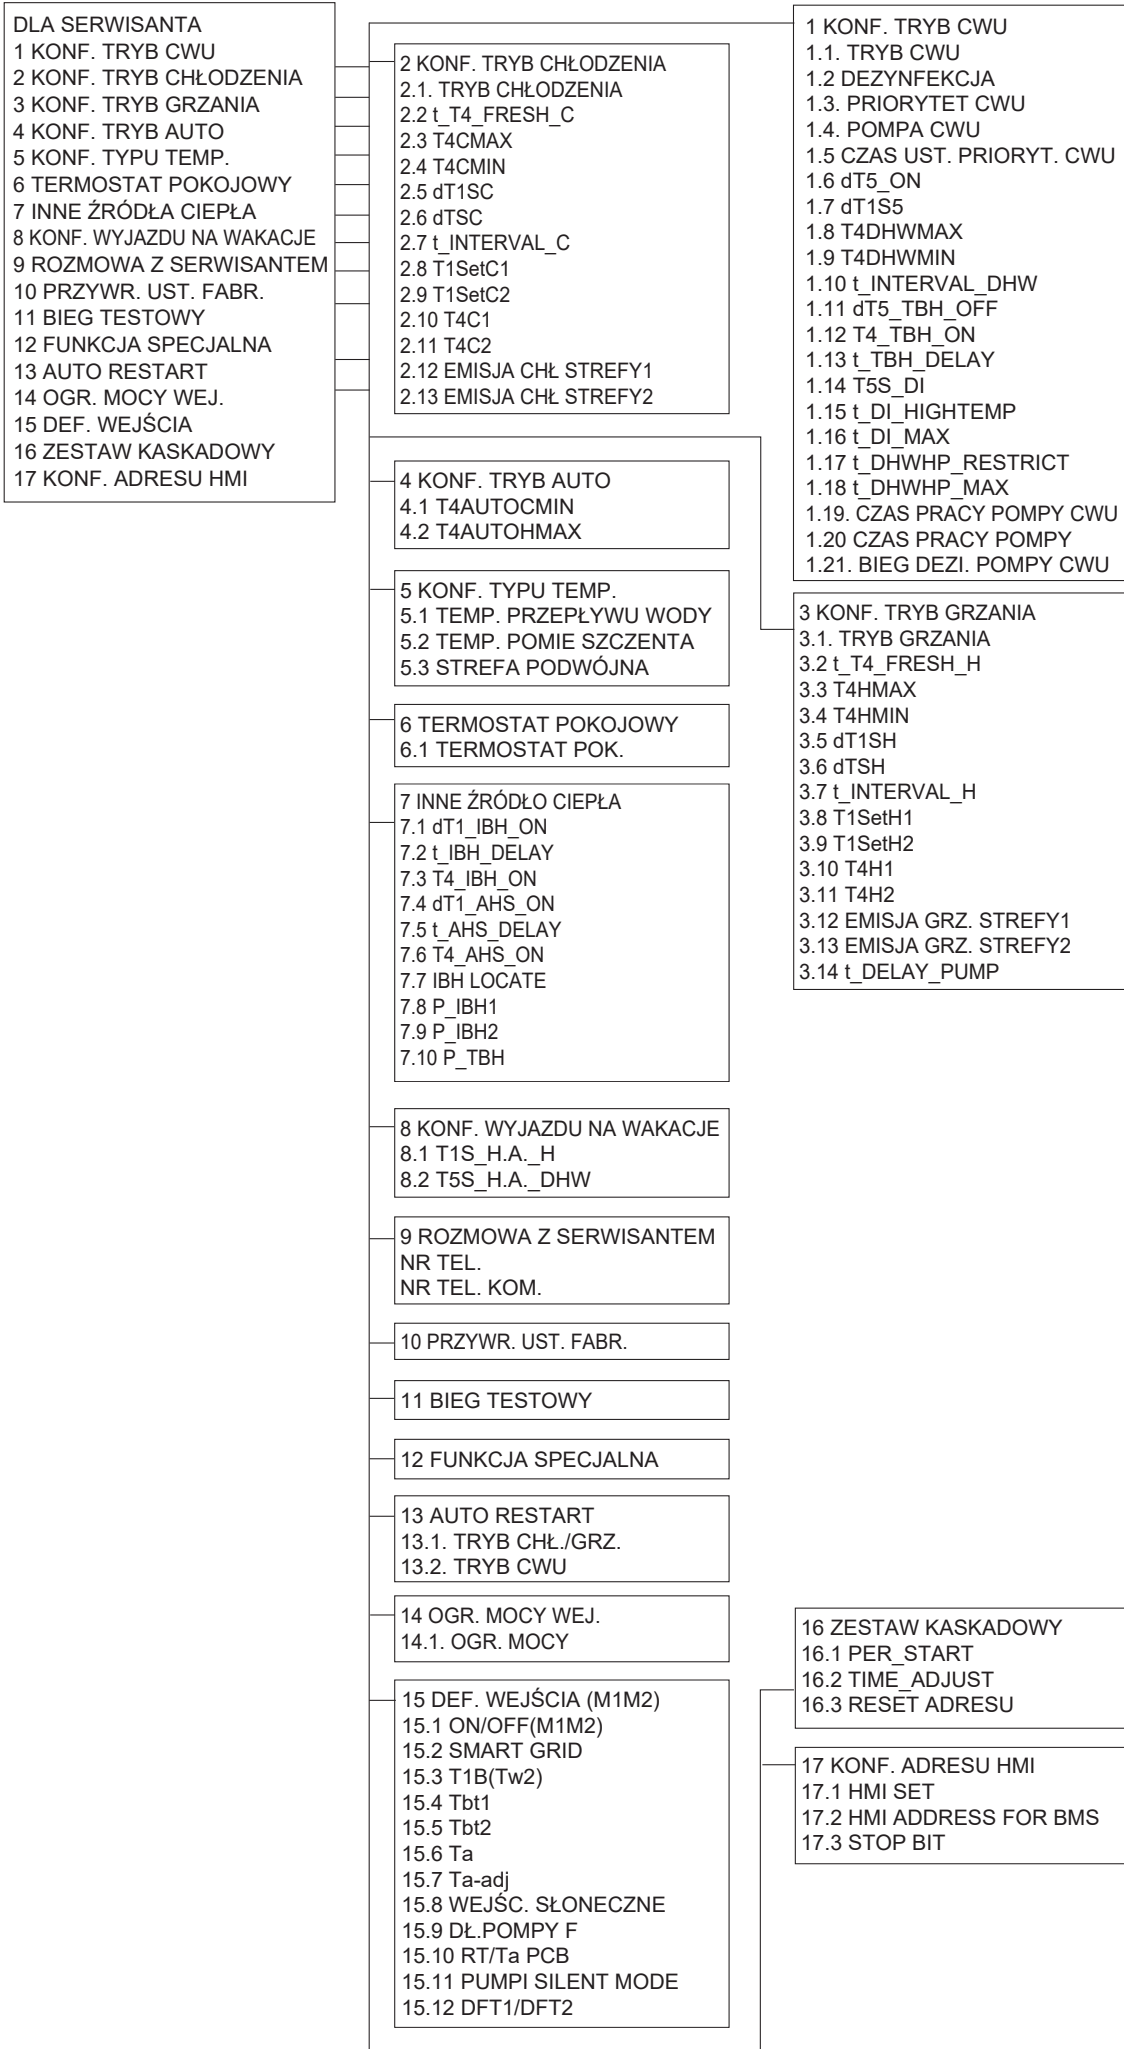 DLA SERWISANTA
1 KONF. TRYB CWU
2 KONF. TRYB CHŁODZENIA
3 KONF. TRYB GRZANIA
4 KONF. TRYB AUTO
5 KONF. TYPU TEMP.
6 TERMOSTAT POKOJOWY
7 INNE ŹRÓDŁA CIEPŁA
8 KONF. WYJAZDU NA WAKACJE
9 ROZMOWA Z SERWISANTEM
10 PRZYWR. UST. FABR.
11 BIEG TESTOWY
12 FUNKCJA SPECJALNA
13 AUTO RESTART
14 OGR. MOCY WEJ.
15 DEF. WEJŚCIA
16 ZESTAW KASKADOWY
17 KONF. ADRESU HMI
1 KONF. TRYB CWU
1.1. TRYB CWU
1.2 DEZYNFEKCJA
1.3. PRIORYTET CWU
1.4. POMPA CWU
1.5 CZAS UST. PRIORYT. CWU
1.6 dT5_ON
1.7 dT1S5
1.8 T4DHWMAX
1.9 T4DHWMIN
1.10 t_INTERVAL_DHW
1.11 dT5_TBH_OFF
1.12 T4_TBH_ON
1.13 t_TBH_DELAY
1.14 T5S_DI
1.15 t_DI_HIGHTEMP
1.16 t_DI_MAX
1.17 t_DHWHP_RESTRICT
1.18 t_DHWHP_MAX
1.19. CZAS PRACY POMPY CWU
1.20 CZAS PRACY POMPY
1.21. BIEG DEZI. POMPY CWU
2 KONF. TRYB CHŁODZENIA
2.1. TRYB CHŁODZENIA
2.2 t_T4_FRESH_C
2.3 T4CMAX
2.4 T4CMIN
2.5 dT1SC
2.6 dTSC
2.7 t_INTERVAL_C
2.8 T1SetC1
2.9 T1SetC2
2.10 T4C1
2.11 T4C2
2.12 EMISJA CHŁ STREFY1
2.13 EMISJA CHŁ STREFY2
3 KONF. TRYB GRZANIA
3.1. TRYB GRZANIA
3.2 t_T4_FRESH_H
3.3 T4HMAX
3.4 T4HMIN
3.5 dT1SH
3.6 dTSH
3.7 t_INTERVAL_H
3.8 T1SetH1
3.9 T1SetH2
3.10 T4H1
3.11 T4H2
3.12 EMISJA GRZ. STREFY1
3.13 EMISJA GRZ. STREFY2
3.14 t_DELAY_PUMP
4 KONF. TRYB AUTO
4.1 T4AUTOCMIN
4.2 T4AUTOHMAX
5 KONF. TYPU TEMP.
5.1 TEMP. PRZEPŁYWU WODY
5.2 TEMP. POMIE SZCZENTA
5.3 STREFA PODWÓJNA
6 TERMOSTAT POKOJOWY
6.1 TERMOSTAT POK.
7 INNE ŹRÓDŁO CIEPŁA
7.1 dT1_IBH_ON
7.2 t_IBH_DELAY
7.3 T4_IBH_ON
7.4 dT1_AHS_ON
7.5 t_AHS_DELAY
7.6 T4_AHS_ON
7.7 IBH LOCATE
7.8 P_IBH1
7.9 P_IBH2
7.10 P_TBH
8 KONF. WYJAZDU NA WAKACJE
8.1 T1S_H.A._H
8.2 T5S_H.A._DHW
9 ROZMOWA Z SERWISANTEM
NR TEL.
NR TEL. KOM.
10 PRZYWR. UST. FABR.
11 BIEG TESTOWY
12 FUNKCJA SPECJALNA
13 AUTO RESTART
13.1. TRYB CHŁ./GRZ.
13.2. TRYB CWU
14 OGR. MOCY WEJ.
14.1. OGR. MOCY
15 DEF. WEJŚCIA (M1M2)
15.1 ON/OFF(M1M2)
15.2 SMART GRID
15.3 T1B(Tw2)
15.4 Tbt1
15.5 Tbt2
15.6 Ta
15.7 Ta-adj
15.8 WEJŚC. SŁONECZNE
15.9 DŁ.POMPY F
15.10 RT/Ta PCB
15.11 PUMPI SILENT MODE
15.12 DFT1/DFT2
16 ZESTAW KASKADOWY
16.1 PER_START
16.2 TIME_ADJUST
16.3 RESET ADRESU
17 KONF. ADRESU HMI
17.1 HMI SET
17.2 HMI ADDRESS FOR BMS
17.3 STOP BIT